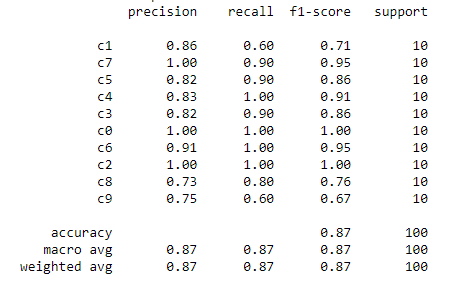 precision recall f1-score support
c1 0.86 0.60 0.71 10
c7 1.00 0.90 0.95 10
c5 0.82 0.90 0.86 10
c4 0.83 1.00 0.91 10
c3 0.82 0.90 0.86 10
c0 1.00 1.00 1.00 10
c6 0.91 1.00 0.95 10
c2 1.00 1.00 1.00 10
c8 0.73 0.80 0.76 10
c9 0.75 0.60 0.67 10
accuracy 0.87 100
macro avg 0.87 0.87 0.87 100
weighted avg 0.87 0.87 0.87 100